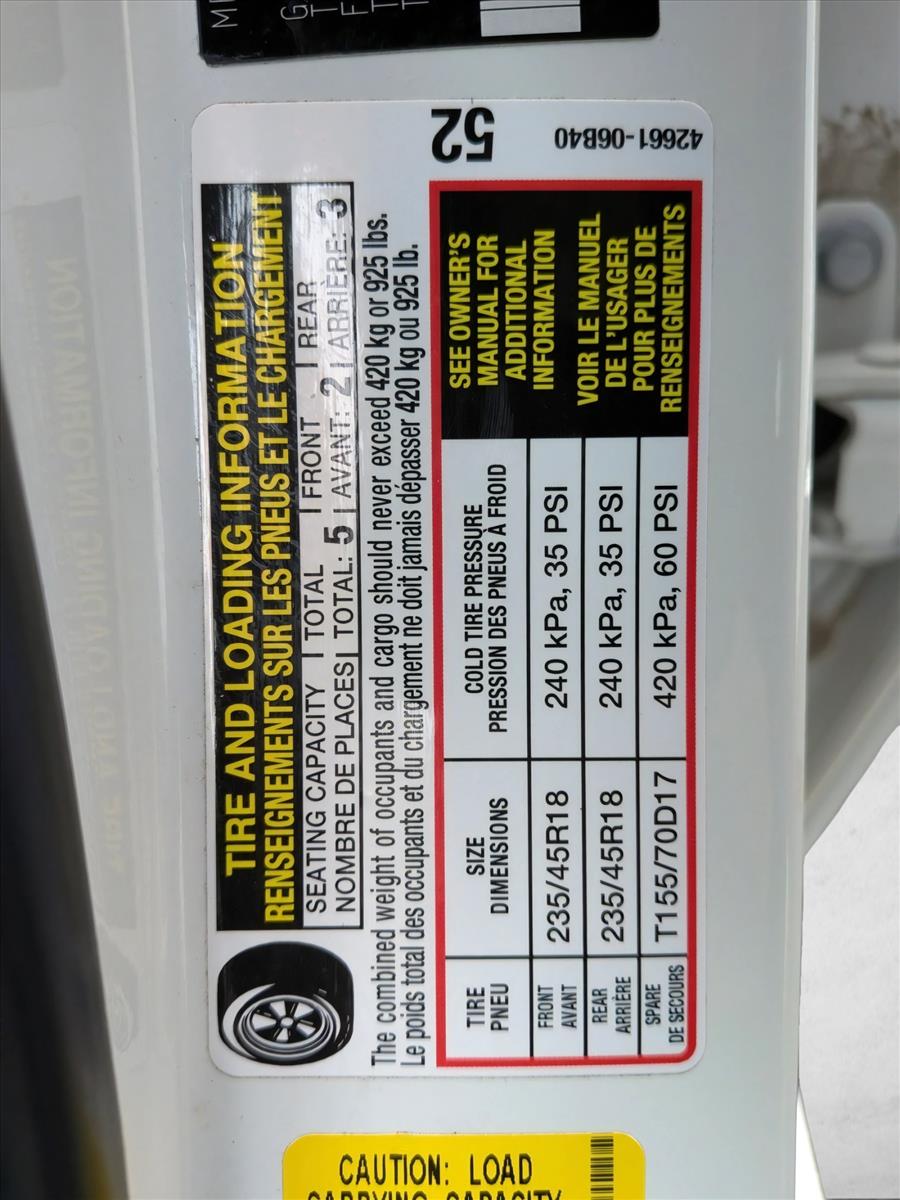 TIRE AND LOADING INFORMATION
RENSEIGNEMENTS SUR LES PNEUS ET LE CHARGEMENT
SEATING CAPACITY | TOTAL | FRONT | REAR
NOMBRE DE PLACES | TOTAL: 5 | AVANT: 2 | ARRIÈRE: 3
The combined weight of occupants and cargo should never exceed 420 kg or 925 lbs.
Le poids total des occupants et du chargement ne doit jamais dépasser 420 kg ou 925 lb.
TIRE
PNEU
SIZE
DIMENSIONS
COLD TIRE PRESSURE
PRESSION DES PNEUS À FROID
FRONT
AVANT
235/45R18
240 kPa, 35 PSI
REAR
ARRIÈRE
235/45R18
240 kPa, 35 PSI
SPARE
DE SECOURS
T155/70D17
420 kPa, 60 PSI
SEE OWNER'S
MANUAL FOR
ADDITIONAL
INFORMATION
VOIR LE MANUEL
DE L'USAGER
POUR PLUS DE
RENSEIGNEMENTS
52
42661-06B40
CAUTION: LOAD
CARRYING CAPACITY